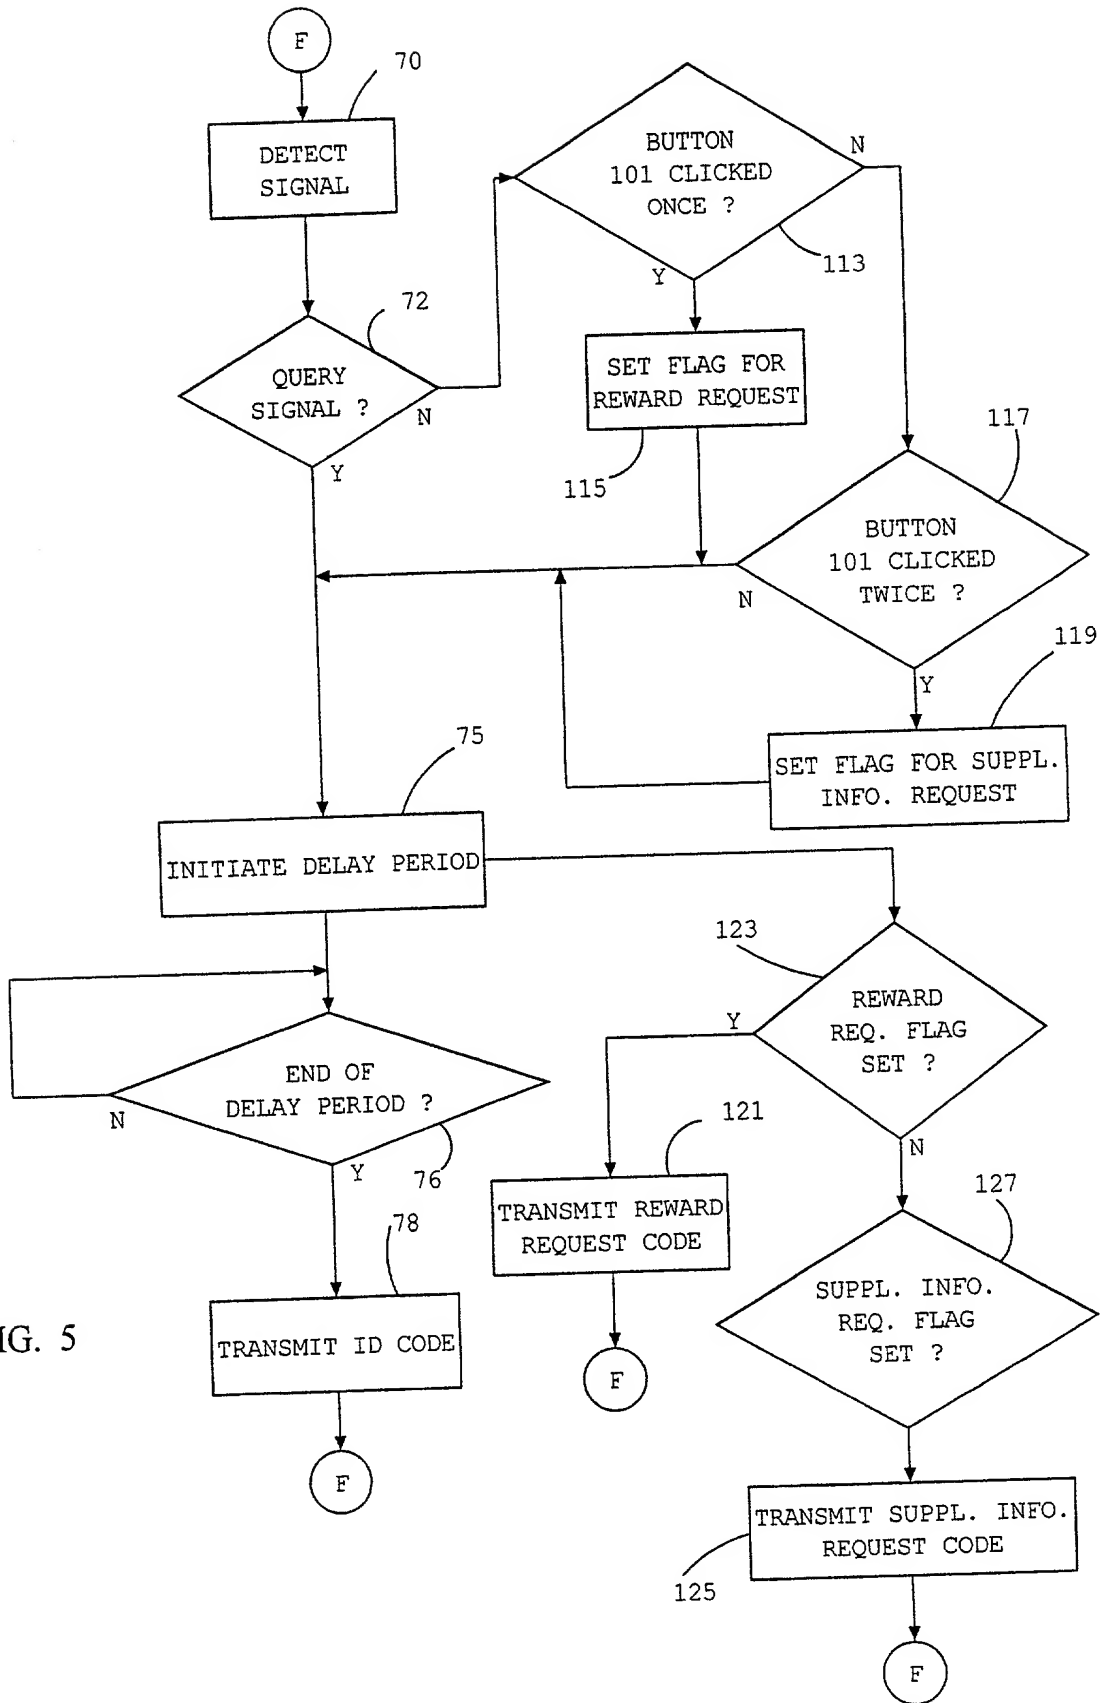 F
70
DETECT
SIGNAL
BUTTON
101 CLICKED
ONCE ?
N
Y
113
72
QUERY
SIGNAL ?
N
Y
SET FLAG FOR
REWARD REQUEST
115
117
BUTTON
101 CLICKED
TWICE ?
N
Y
119
SET FLAG FOR SUPPL.
INFO. REQUEST
75
INITIATE DELAY PERIOD
123
REWARD
REQ. FLAG
SET ?
Y
N
END OF
DELAY PERIOD ?
N
Y
76
121
TRANSMIT REWARD
REQUEST CODE
F
127
SUPPL. INFO.
REQ. FLAG
SET ?
78
TRANSMIT ID CODE
F
IG. 5
TRANSMIT SUPPL. INFO.
REQUEST CODE
125
F